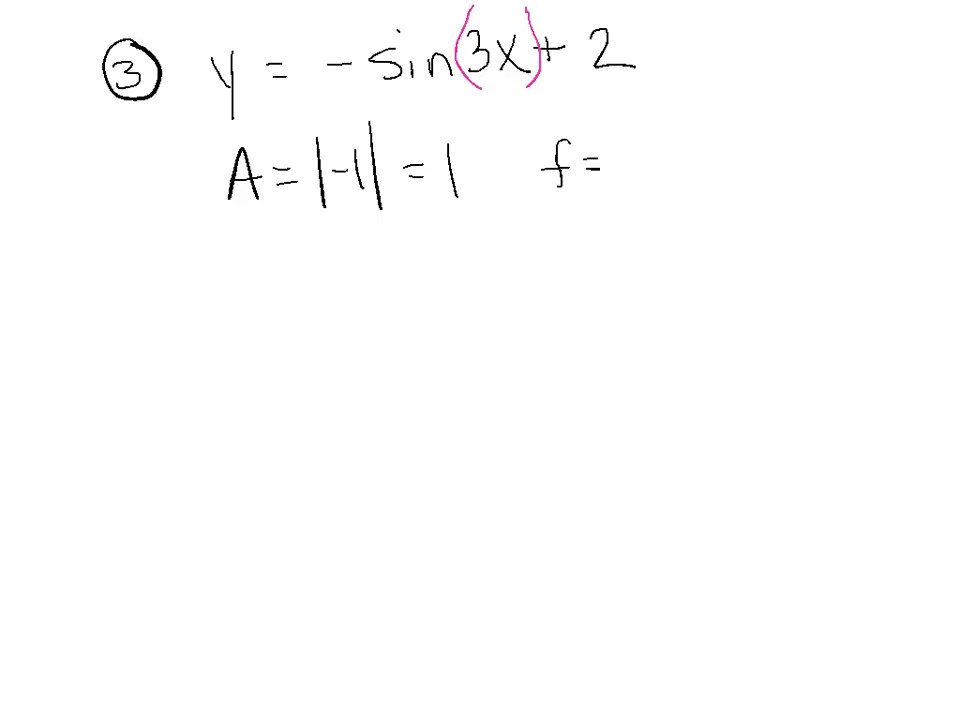 ③ y = - sin(3x) + 2
A = |-1| = 1 f =